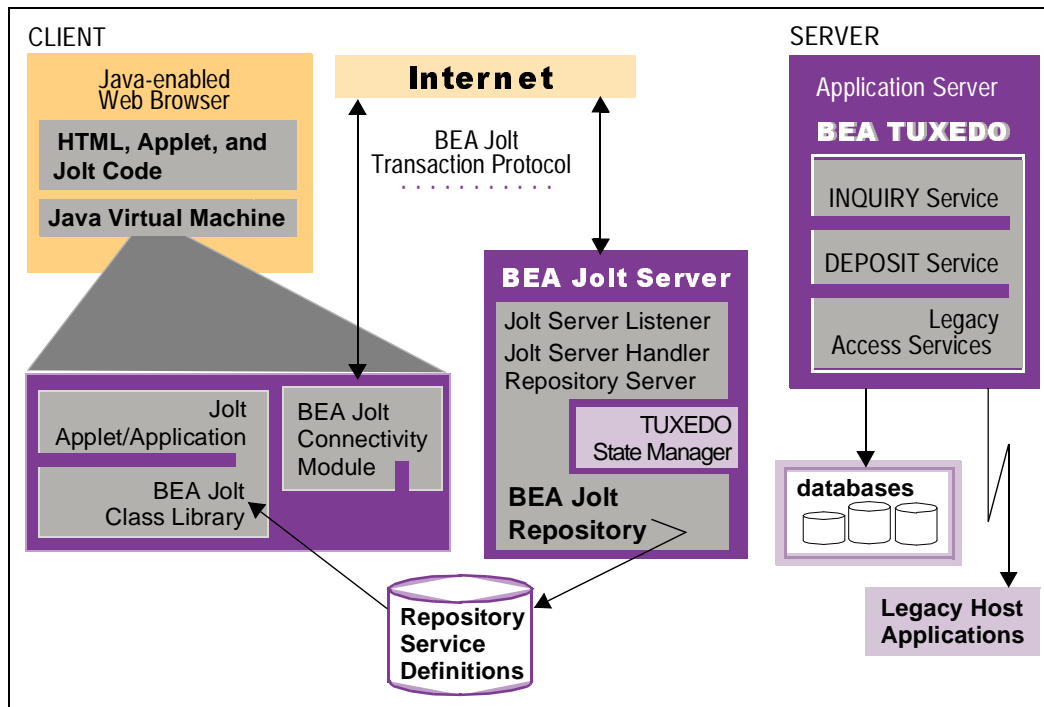 CLIENT
Java-enabled
Web Browser
HTML, Applet, and
Jolt Code
Java Virtual Machine
Internet
BEA Jolt
Transaction Protocol
SERVER
Application Server
BEA TUXEDO
INQUIRY Service
DEPOSIT Service
Legacy
Access Services
BEA Jolt Server
Jolt Server Listener
Jolt Server Handler
Repository Server
TUXEDO
State Manager
BEA Jolt
Repository
Jolt
Applet/Application
BEA Jolt
Class Library
BEA Jolt
Connectivity
Module
databases
Repository
Service
Definitions
Legacy Host
Applications